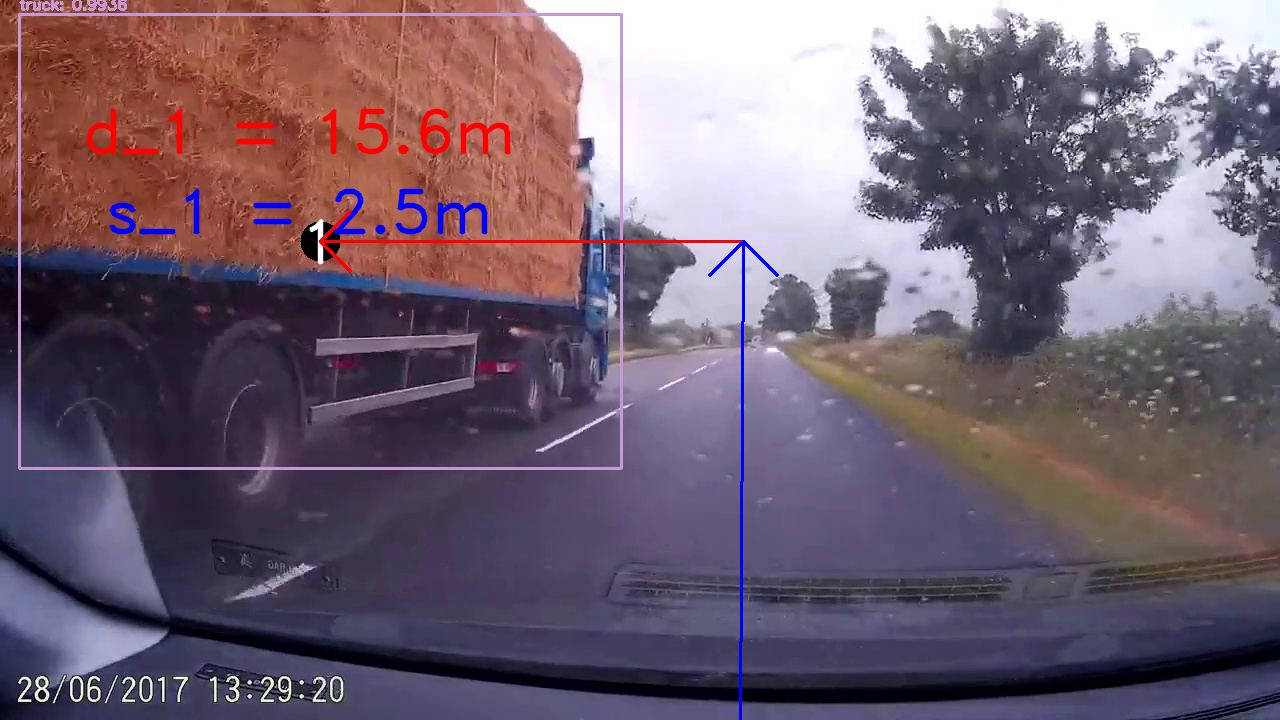 truck: 0.9936
d_1 = 15.6m
s_1 = 2.5m
1
28/06/2017 13:29:20